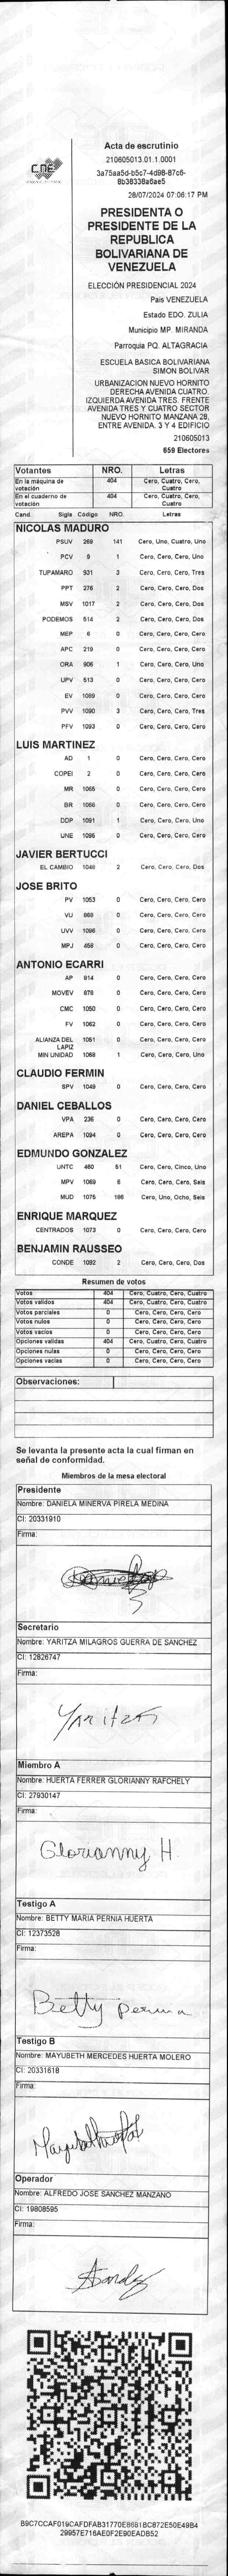 CNE
Acta de escrutinio
210605013.01.1.0001
3a75aa5d-b5c7-4d98-87c6-
8b38338a6ae5
28/07/2024 07:06:17 PM
PRESIDENTA O
PRESIDENTE DE LA
REPUBLICA
BOLIVARIANA DE
VENEZUELA
ELECCIÓN PRESIDENCIAL 2024
Pais VENEZUELA
Estado EDO. ZULIA
Municipio MP. MIRANDA
Parroquia PQ. ALTAGRACIA
ESCUELA BASICA BOLIVARIANA
SIMON BOLIVAR
URBANIZACION NUEVO HORNITO
DERECHA AVENIDA CUATRO.
IZQUIERDA AVENIDA TRES. FRENTE
AVENIDA TRES Y CUATRO SECTOR
NUEVO HORNITO MANZANA 28,
ENTRE AVENIDA. 3 Y 4 EDIFICIO
210605013
659 Electores
Votantes NRO. Letras
En la máquina de votación 404 Cero, Cuatro, Cero, Cuatro
En el cuaderno de votación 404 Cero, Cuatro, Cero, Cuatro
Cand. Sigla Código NRO. Letras
NICOLAS MADURO
PSUV 269 141 Cero, Uno, Cuatro, Uno
PCV 9 1 Cero, Cero, Cero, Uno
TUPAMARO 931 3 Cero, Cero, Cero, Tres
PPT 276 2 Cero, Cero, Cero, Dos
MSV 1017 2 Cero, Cero, Cero, Dos
PODEMOS 514 2 Cero, Cero, Cero, Dos
MEP 6 0 Cero, Cero, Cero, Cero
APC 219 0 Cero, Cero, Cero, Cero
ORA 906 1 Cero, Cero, Cero, Uno
UPV 513 0 Cero, Cero, Cero, Cero
EV 1089 0 Cero, Cero, Cero, Cero
PVV 1090 3 Cero, Cero, Cero, Tres
PFV 1093 0 Cero, Cero, Cero, Cero
LUIS MARTINEZ
AD 1 0 Cero, Cero, Cero, Cero
COPEI 2 0 Cero, Cero, Cero, Cero
MR 1065 0 Cero, Cero, Cero, Cero
BR 1066 0 Cero, Cero, Cero, Cero
DDP 1091 1 Cero, Cero, Cero, Uno
UNE 1095 0 Cero, Cero, Cero, Cero
JAVIER BERTUCCI
EL CAMBIO 1046 2 Cero, Cero, Cero, Dos
JOSE BRITO
PV 1053 0 Cero, Cero, Cero, Cero
VU 868 0 Cero, Cero, Cero, Cero
UVV 1096 0 Cero, Cero, Cero, Cero
MPJ 458 0 Cero, Cero, Cero, Cero
ANTONIO ECARRI
AP 914 0 Cero, Cero, Cero, Cero
MOVEV 878 0 Cero, Cero, Cero, Cero
CMC 1050 0 Cero, Cero, Cero, Cero
FV 1062 0 Cero, Cero, Cero, Cero
ALIANZA DEL LAPIZ 1051 0 Cero, Cero, Cero, Cero
MIN UNIDAD 1068 1 Cero, Cero, Cero, Uno
CLAUDIO FERMIN
SPV 1049 0 Cero, Cero, Cero, Cero
DANIEL CEBALLOS
VPA 236 0 Cero, Cero, Cero, Cero
AREPA 1094 0 Cero, Cero, Cero, Cero
EDMUNDO GONZALEZ
UNTC 460 51 Cero, Cero, Cinco, Uno
MPV 1069 6 Cero, Cero, Cero, Seis
MUD 1075 186 Cero, Uno, Ocho, Seis
ENRIQUE MARQUEZ
CENTRADOS 1073 0 Cero, Cero, Cero, Cero
BENJAMIN RAUSSEO
CONDE 1092 2 Cero, Cero, Cero, Dos
Resumen de votos
Votos 404 Cero, Cuatro, Cero, Cuatro
Votos validos 404 Cero, Cuatro, Cero, Cuatro
Votos parciales 0 Cero, Cero, Cero, Cero
Votos nulos 0 Cero, Cero, Cero, Cero
Votos vacios 0 Cero, Cero, Cero, Cero
Opciones validas 404 Cero, Cuatro, Cero, Cuatro
Opciones nulas 0 Cero, Cero, Cero, Cero
Opciones vacias 0 Cero, Cero, Cero, Cero
Observaciones:
Se levanta la presente acta la cual firman en
señal de conformidad.
Miembros de la mesa electoral
Presidente
Nombre: DANIELA MINERVA PIRELA MEDINA
CI: 20331910
Firma:
Secretario
Nombre: YARITZA MILAGROS GUERRA DE SANCHEZ
CI: 12826747
Firma:
Yaritza
Miembro A
Nombre: HUERTA FERRER GLORIANNY RAFCHELY
CI: 27930147
Firma:
Glorianny H.
Testigo A
Nombre: BETTY MARIA PERNIA HUERTA
CI: 12373528
Firma:
Betty Pernia
Testigo B
Nombre: MAYUBETH MERCEDES HUERTA MOLERO
CI: 20331618
Firma:
Operador
Nombre: ALFREDO JOSE SANCHEZ MANZANO
CI: 19808595
Firma:
B9C7CCAF019CAFDFAB31770E8681BC872E50E49B4
29957E716AE0F2E90EADB52